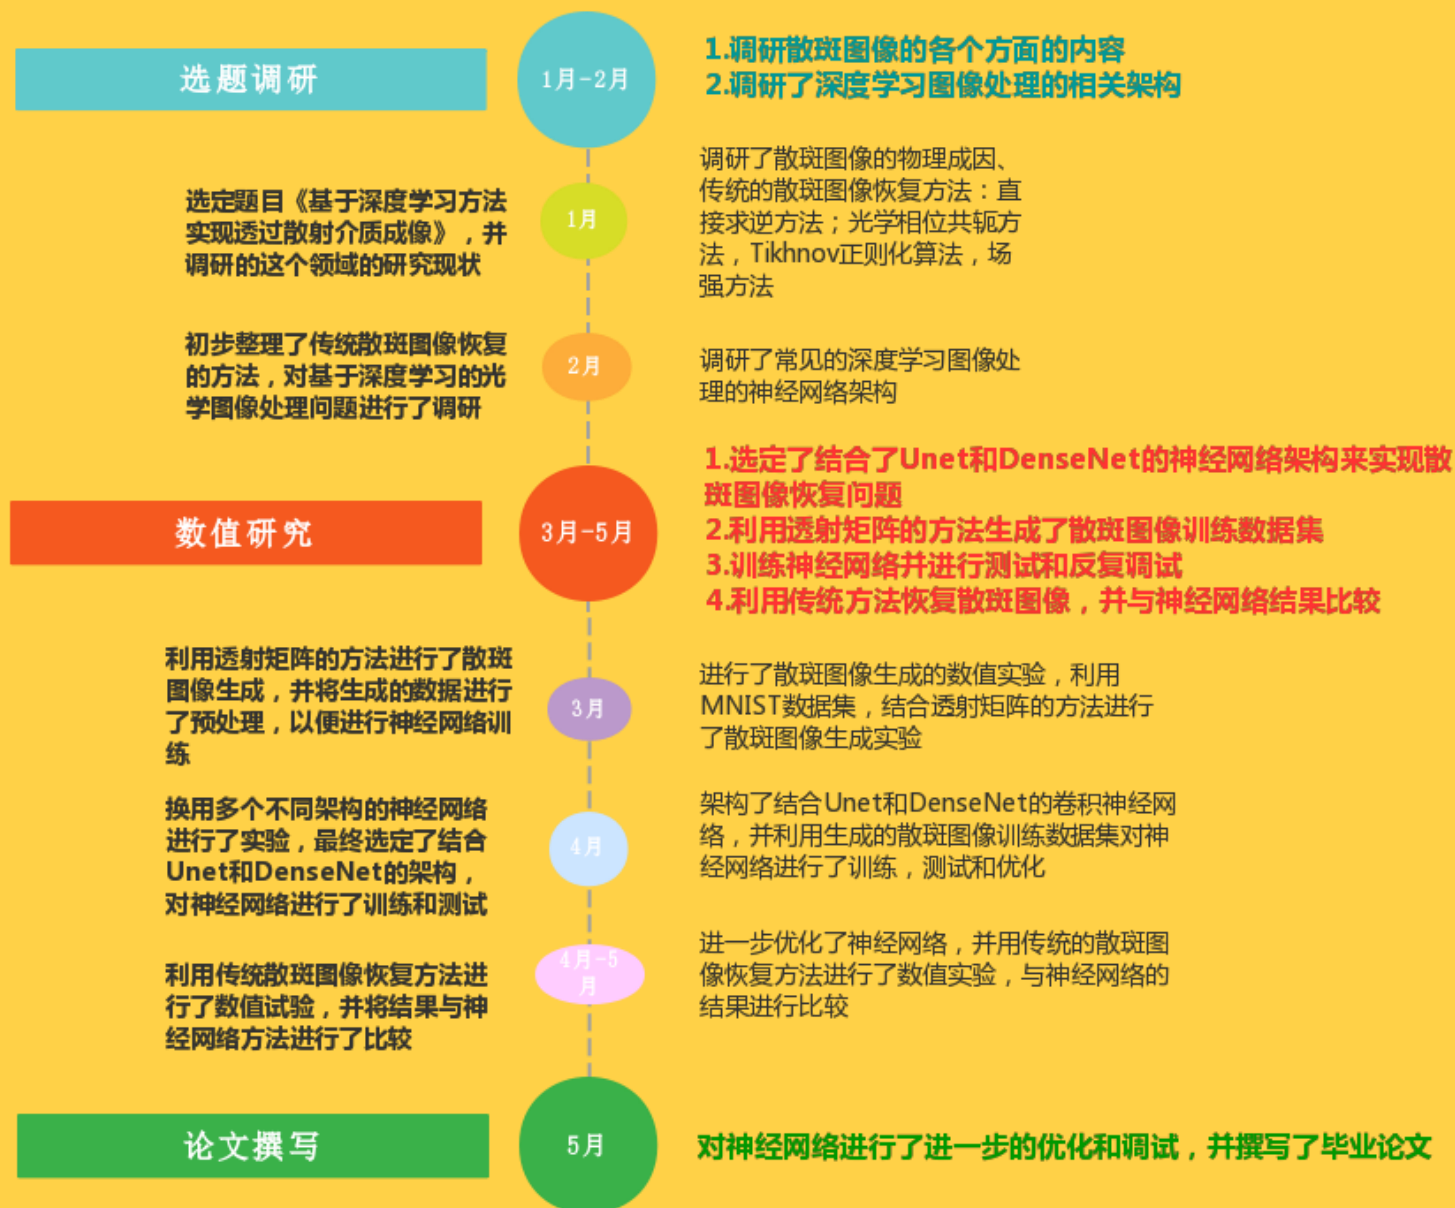 选题调研
1月-2月
1.调研散斑图像的各个方面的内容
2.调研了深度学习图像处理的相关架构
选定题目《基于深度学习方法
实现透过散射介质成像》，并
调研的这个领域的研究现状
1月
调研了散斑图像的物理成因、
传统的散斑图像恢复方法：直
接求逆方法；光学相位共轭方
法，Tikhnov正则化算法，场
强方法
初步整理了传统散斑图像恢复
的方法，对基于深度学习的光
学图像处理问题进行了调研
2月
调研了常见的深度学习图像处
理的神经网络架构
数值研究
3月-5月
1.选定了结合了Unet和DenseNet的神经网络架构来实现散
斑图像恢复问题
2.利用透射矩阵的方法生成了散斑图像训练数据集
3.训练神经网络并进行测试和反复调试
4.利用传统方法恢复散斑图像，并与神经网络结果比较
利用透射矩阵的方法进行了散斑
图像生成，并将生成的数据进行
了预处理，以便进行神经网络训
练
3月
进行了散斑图像生成的数值实验，利用
MNIST数据集，结合透射矩阵的方法进行
了散斑图像生成实验
换用多个不同架构的神经网络
进行了实验，最终选定了结合
Unet和DenseNet的架构，
对神经网络进行了训练和测试
4月
架构了结合Unet和DenseNet的卷积神经网
络，并利用生成的散斑图像训练数据集对神
经网络进行了训练，测试和优化
利用传统散斑图像恢复方法进
行了数值试验，并将结果与神
经网络方法进行了比较
4月-5
月
进一步优化了神经网络，并用传统的散斑图
像恢复方法进行了数值实验，与神经网络的
结果进行比较
论文撰写
5月
对神经网络进行了进一步的优化和调试，并撰写了毕业论文